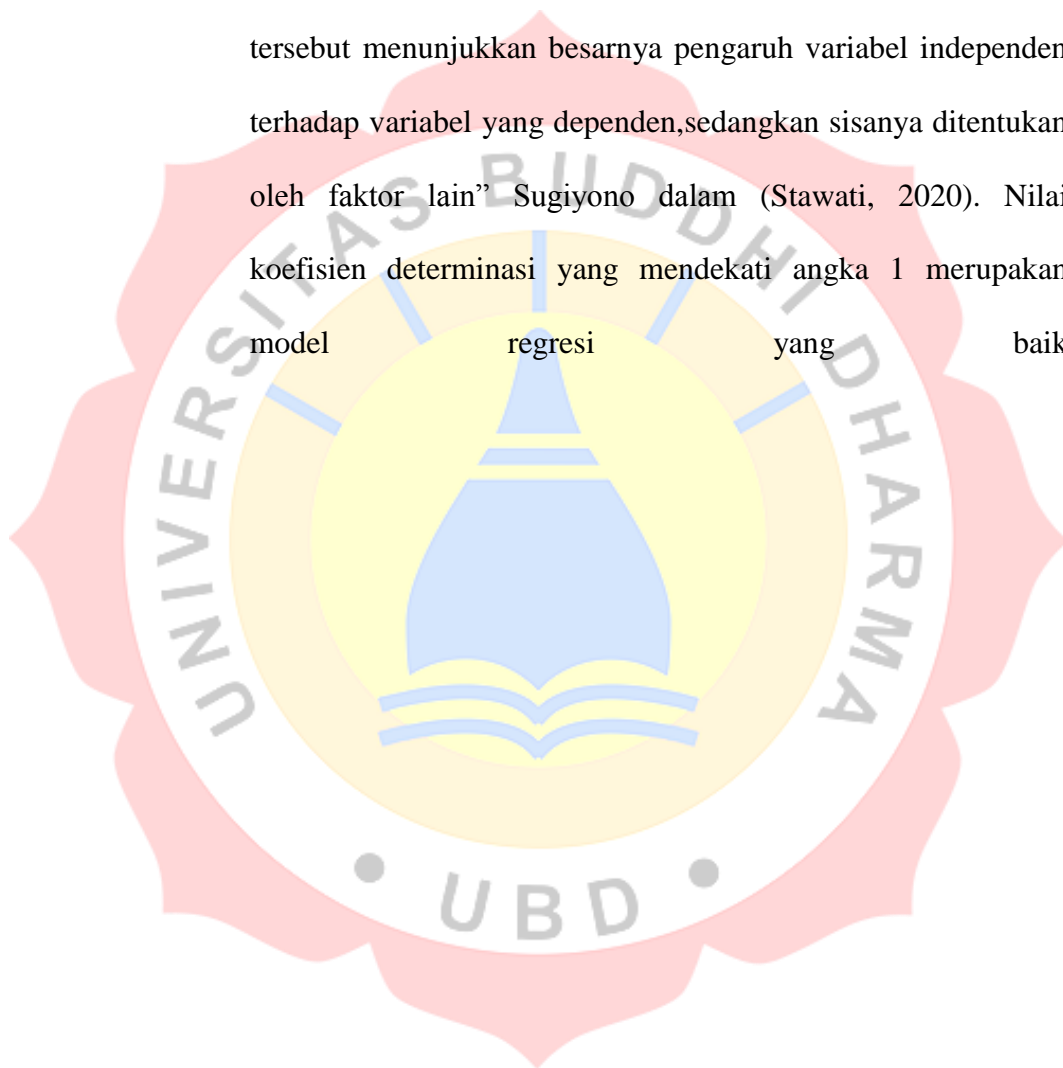 tersebut menunjukkan besarnya pengaruh variabel independen
terhadap variabel yang dependen,sedangkan sisanya ditentukan
oleh faktor lain” Sugiyono dalam (Stawati, 2020). Nilai
koefisien determinasi yang mendekati angka 1 merupakan
model regresi yang baik
UNIVERSITAS BUDDHI DHARMA
• UBD •